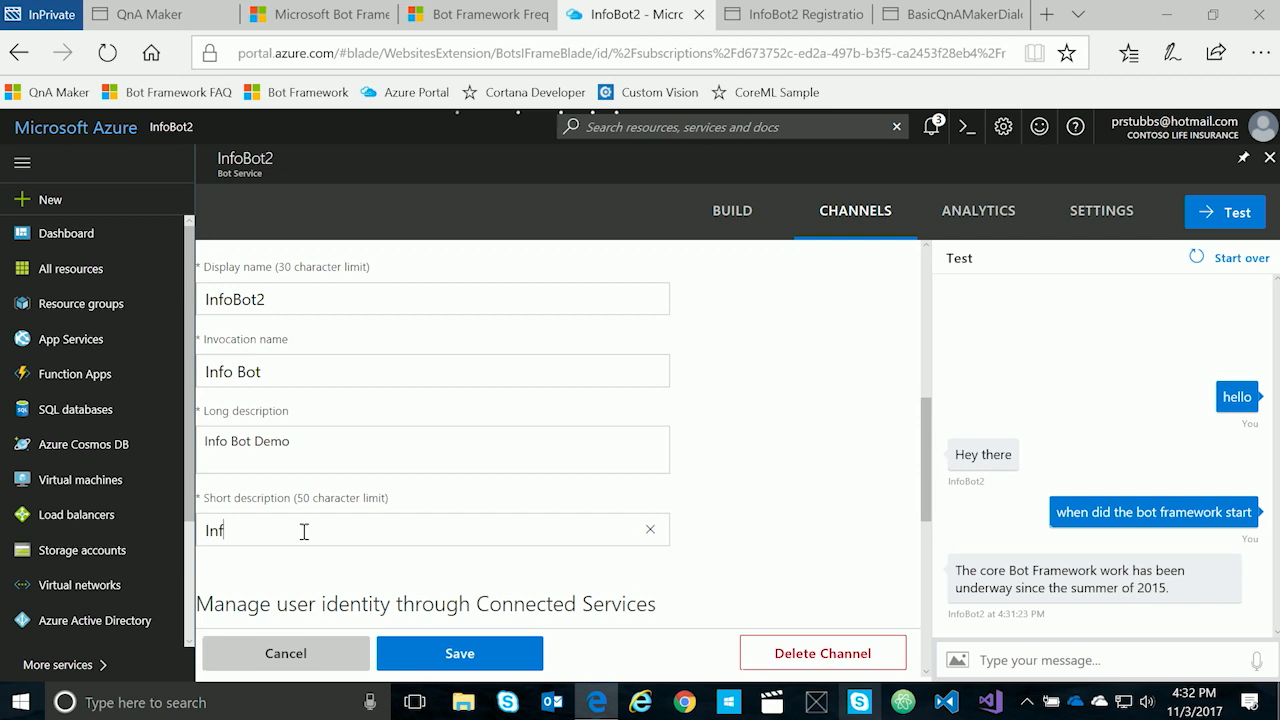 InPrivate
QnA Maker
Microsoft Bot Frame
Bot Framework Freq
InfoBot2 - Micro
InfoBot2 Registratio
BasicQnAMakerDial
portal.azure.com/#blade/WebsitesExtension/BotsIFrameBlade/id/%2Fsubscriptions%2Fd673752c-ed2a-497b-b3f5-ca2453f28eb4%2Fr
QnA Maker
Bot Framework FAQ
Bot Framework
Azure Portal
Cortana Developer
Custom Vision
CoreML Sample
Microsoft Azure
InfoBot2
Search resources, services and docs
3
prstubbs@hotmail.com
CONTOSO LIFE INSURANCE
InfoBot2
Bot Service
New
Dashboard
All resources
Resource groups
App Services
Function Apps
SQL databases
Azure Cosmos DB
Virtual machines
Load balancers
Storage accounts
Virtual networks
Azure Active Directory
More services
BUILD
CHANNELS
ANALYTICS
SETTINGS
Test
* Display name (30 character limit)
InfoBot2
* Invocation name
Info Bot
* Long description
Info Bot Demo
* Short description (50 character limit)
Inf
Manage user identity through Connected Services
Cancel
Save
Delete Channel
Test
Start over
hello
You
Hey there
InfoBot2
when did the bot framework start
You
The core Bot Framework work has been
underway since the summer of 2015.
InfoBot2 at 4:31:23 PM
Type your message...
Type here to search
4:32 PM
11/3/2017